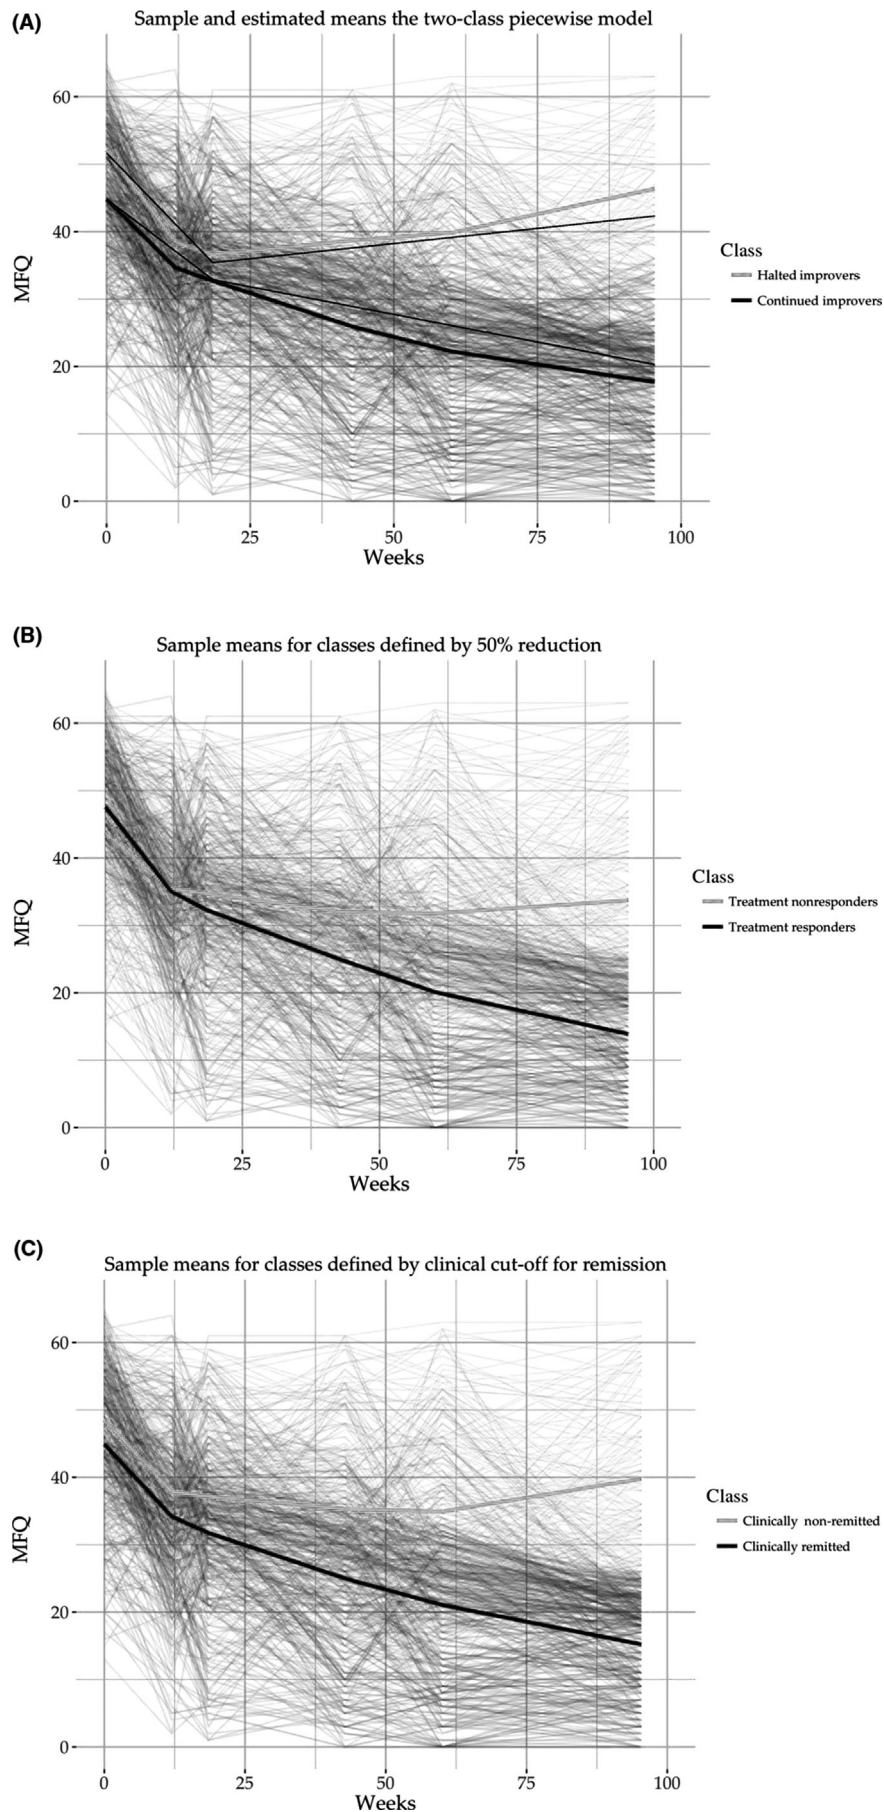 (A)
Sample and estimated means the two-class piecewise model
60
40
20
0
MFQ
0 25 50 75 100
Weeks
Class
Halted improvers
Continued improvers
(B)
Sample means for classes defined by 50% reduction
60
40
20
0
MFQ
0 25 50 75 100
Weeks
Class
Treatment nonresponders
Treatment responders
(C)
Sample means for classes defined by clinical cut-off for remission
60
40
20
0
MFQ
0 25 50 75 100
Weeks
Class
Clinically non-remitted
Clinically remitted